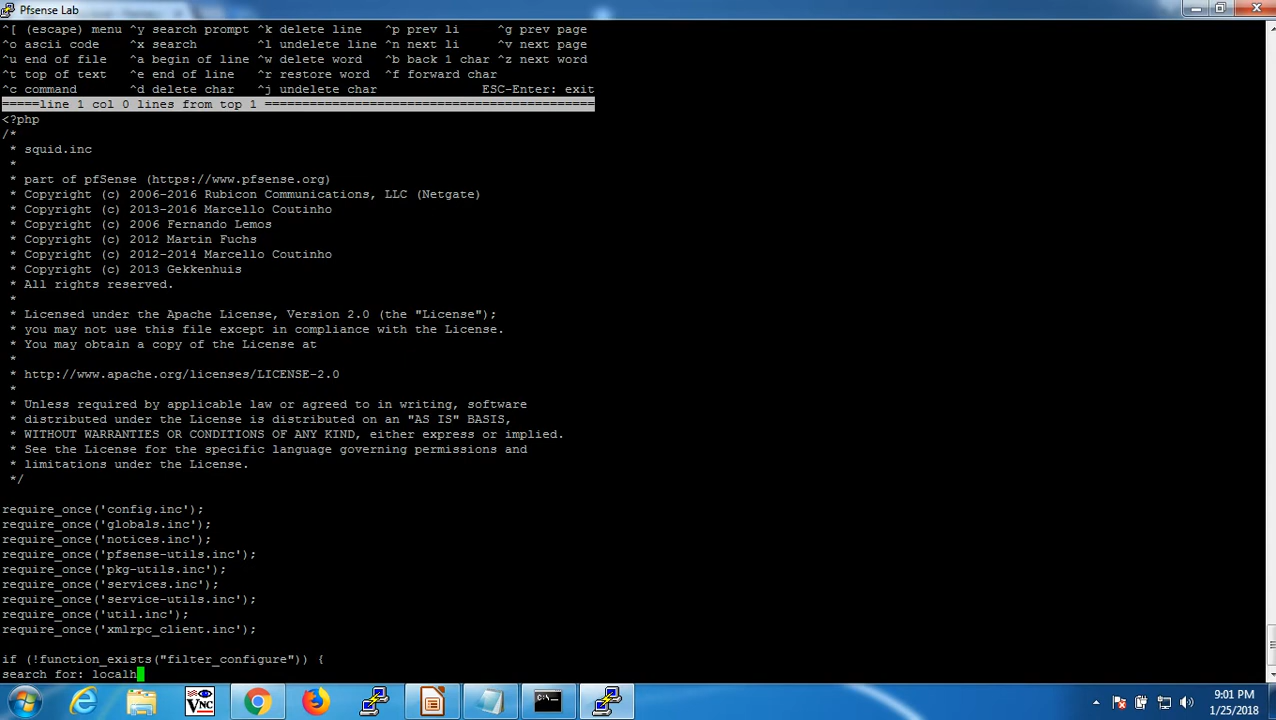 Pfsense Lab
^[ (escape) menu ^y search prompt ^k delete line   ^p prev li     ^g prev page
^o ascii code    ^x search        ^l undelete line ^n next li     ^v next page
^u end of file   ^a begin of line ^w delete word   ^b back 1 char ^z next word
^t top of text   ^e end of line   ^r restore word  ^f forward char
^c command       ^d delete char   ^j undelete char              ESC-Enter: exit
=====line 1 col 0 lines from top 1 ============================================
<?php
/*
 * squid.inc
 *
 * part of pfSense (https://www.pfsense.org)
 * Copyright (c) 2006-2016 Rubicon Communications, LLC (Netgate)
 * Copyright (c) 2013-2016 Marcello Coutinho
 * Copyright (c) 2006 Fernando Lemos
 * Copyright (c) 2012 Martin Fuchs
 * Copyright (c) 2012-2014 Marcello Coutinho
 * Copyright (c) 2013 Gekkenhuis
 * All rights reserved.
 *
 * Licensed under the Apache License, Version 2.0 (the "License");
 * you may not use this file except in compliance with the License.
 * You may obtain a copy of the License at
 *
 * http://www.apache.org/licenses/LICENSE-2.0
 *
 * Unless required by applicable law or agreed to in writing, software
 * distributed under the License is distributed on an "AS IS" BASIS,
 * WITHOUT WARRANTIES OR CONDITIONS OF ANY KIND, either express or implied.
 * See the License for the specific language governing permissions and
 * limitations under the License.
 */
require_once('config.inc');
require_once('globals.inc');
require_once('notices.inc');
require_once('pfsense-utils.inc');
require_once('pkg-utils.inc');
require_once('services.inc');
require_once('service-utils.inc');
require_once('util.inc');
require_once('xmlrpc_client.inc');
if (!function_exists("filter_configure")) {
search for: localh
VNC
C:\
9:01 PM
1/25/2018